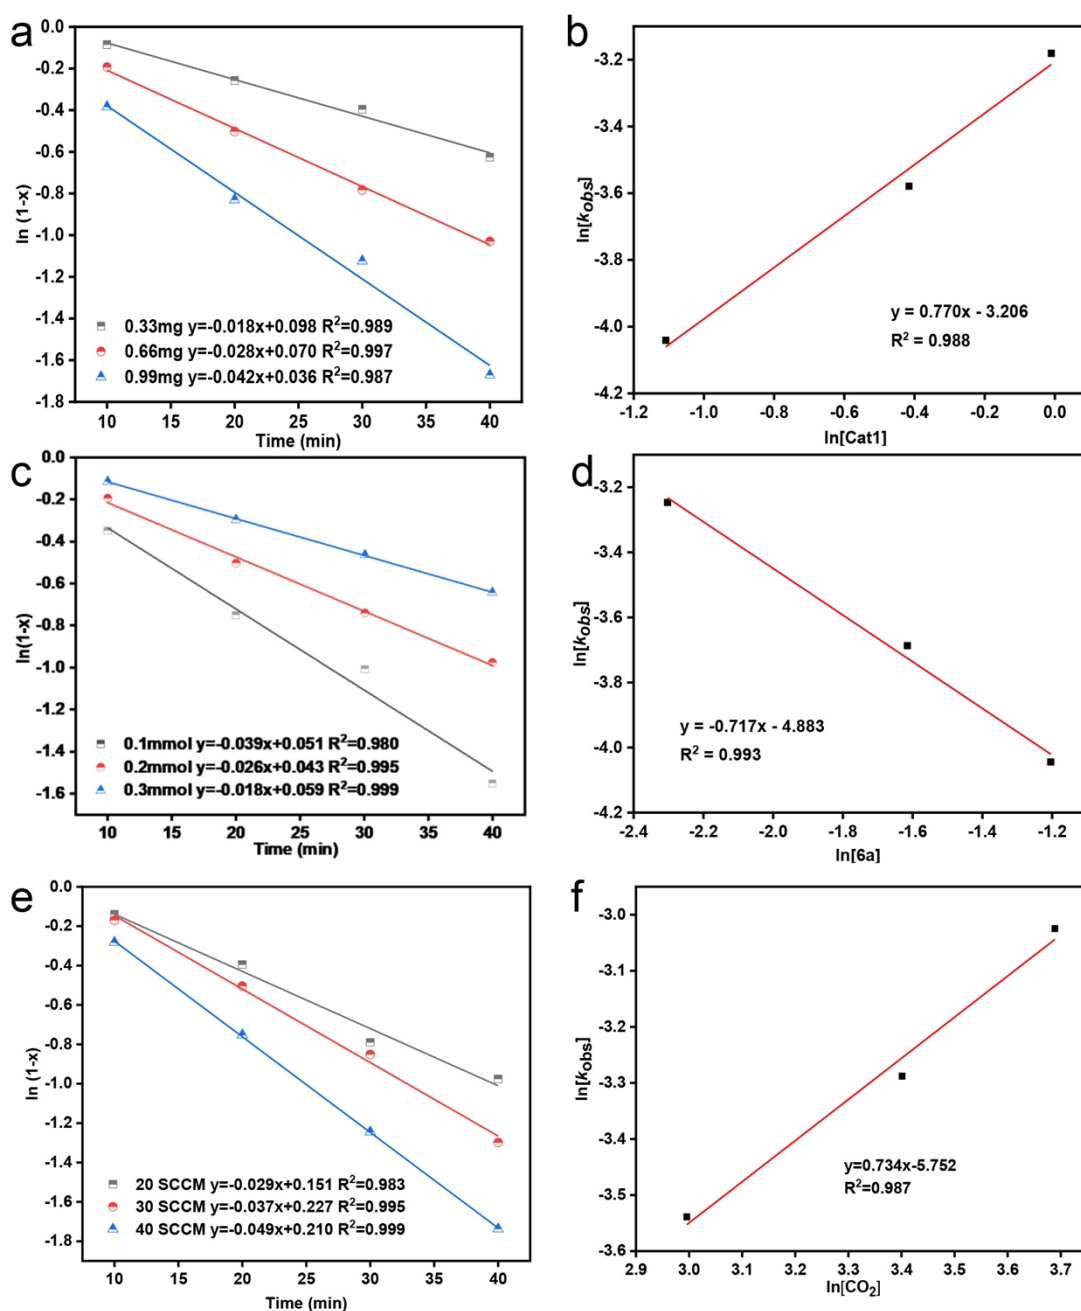 a
0.0
-0.2
-0.4
-0.6
-0.8
-1.0
-1.2
-1.4
-1.6
-1.8
ln (1-x)
0.33mg y=-0.018x+0.098 R²=0.989
0.66mg y=-0.028x+0.070 R²=0.997
0.99mg y=-0.042x+0.036 R²=0.987
10 15 20 25 30 35 40
Time (min)
b
-3.2
-3.4
-3.6
-3.8
-4.0
-4.2
ln[kobs]
y = 0.770x - 3.206
R² = 0.988
-1.2 -1.0 -0.8 -0.6 -0.4 -0.2 0.0
ln[Cat1]
c
0.0
-0.2
-0.4
-0.6
-0.8
-1.0
-1.2
-1.4
-1.6
ln(1-x)
0.1mmol y=-0.039x+0.051 R²=0.980
0.2mmol y=-0.026x+0.043 R²=0.995
0.3mmol y=-0.018x+0.059 R²=0.999
10 15 20 25 30 35 40
Time (min)
d
-3.2
-3.4
-3.6
-3.8
-4.0
-4.2
ln[kobs]
y = -0.717x - 4.883
R² = 0.993
-2.4 -2.2 -2.0 -1.8 -1.6 -1.4 -1.2
ln[6a]
e
0.0
-0.2
-0.4
-0.6
-0.8
-1.0
-1.2
-1.4
-1.6
-1.8
ln (1-x)
20 SCCM y=-0.029x+0.151 R²=0.983
30 SCCM y=-0.037x+0.227 R²=0.995
40 SCCM y=-0.049x+0.210 R²=0.999
10 15 20 25 30 35 40
Time (min)
f
-3.0
-3.1
-3.2
-3.3
-3.4
-3.5
-3.6
ln[kobs]
y=0.734x-5.752
R²=0.987
2.9 3.0 3.1 3.2 3.3 3.4 3.5 3.6 3.7
ln[CO₂]